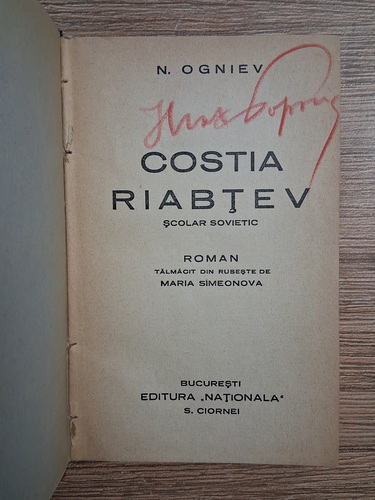 N. OGNIEV
COSTIA
RIABȚEV
ȘCOLAR SOVIETIC
ROMAN
TĂLMĂCIT DIN RUSEȘTE DE
MARIA SIMEONOVA
BUCUREȘTI
EDITURA „NAȚIONALA“
S. CIORNEI